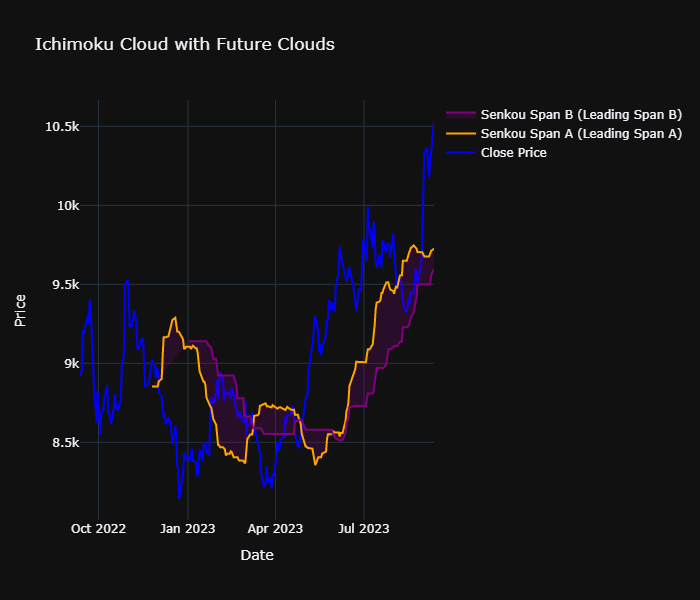 Ichimoku Cloud with Future Clouds
Senkou Span B (Leading Span B)
Senkou Span A (Leading Span A)
Close Price
10.5k
10k
9.5k
9k
8.5k
Price
Oct 2022 Jan 2023 Apr 2023 Jul 2023
Date